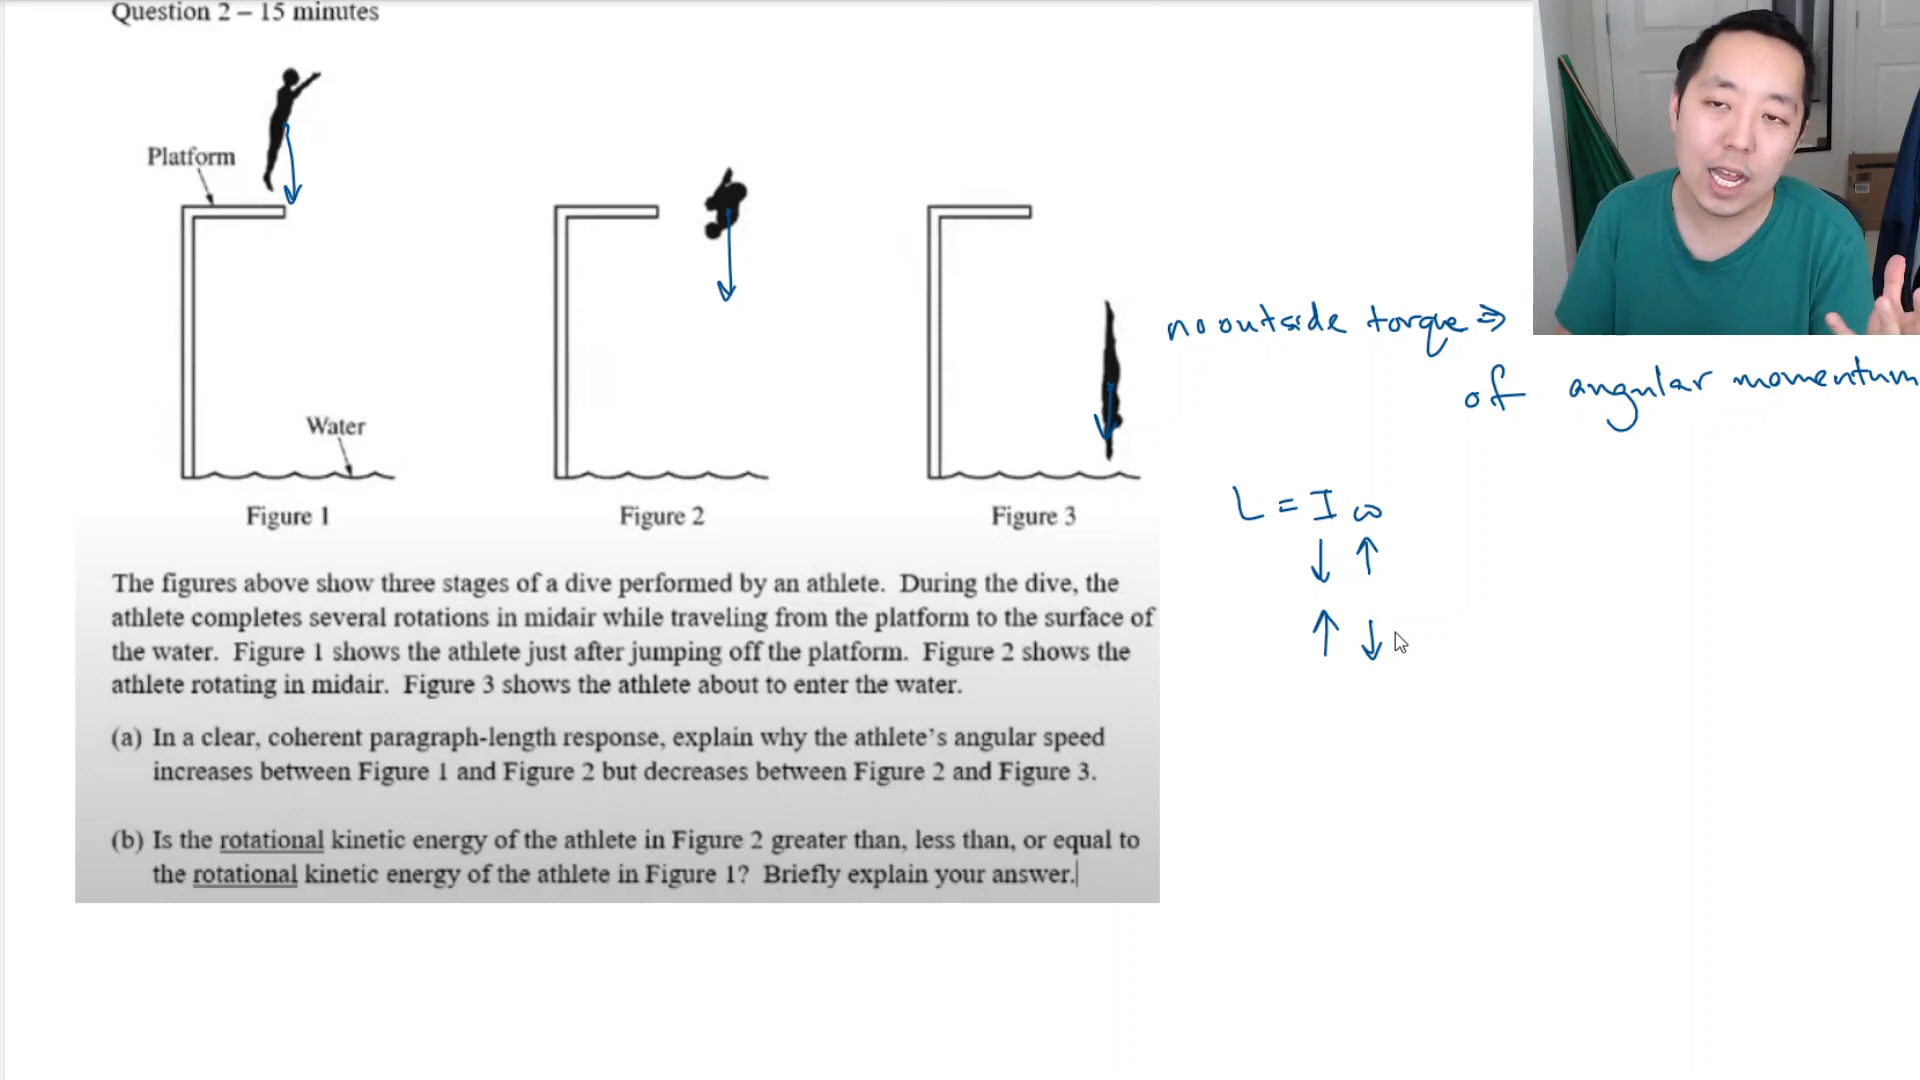 Question 2 – 15 minutes
Platform
Water
Figure 1
Figure 2
Figure 3
no outside torque ⇒
of angular momentum
L = I ω
↓ ↑
↑ ↓
The figures above show three stages of a dive performed by an athlete. During the dive, the
athlete completes several rotations in midair while traveling from the platform to the surface of
the water. Figure 1 shows the athlete just after jumping off the platform. Figure 2 shows the
athlete rotating in midair. Figure 3 shows the athlete about to enter the water.
(a) In a clear, coherent paragraph-length response, explain why the athlete's angular speed
increases between Figure 1 and Figure 2 but decreases between Figure 2 and Figure 3.
(b) Is the rotational kinetic energy of the athlete in Figure 2 greater than, less than, or equal to
the rotational kinetic energy of the athlete in Figure 1? Briefly explain your answer.